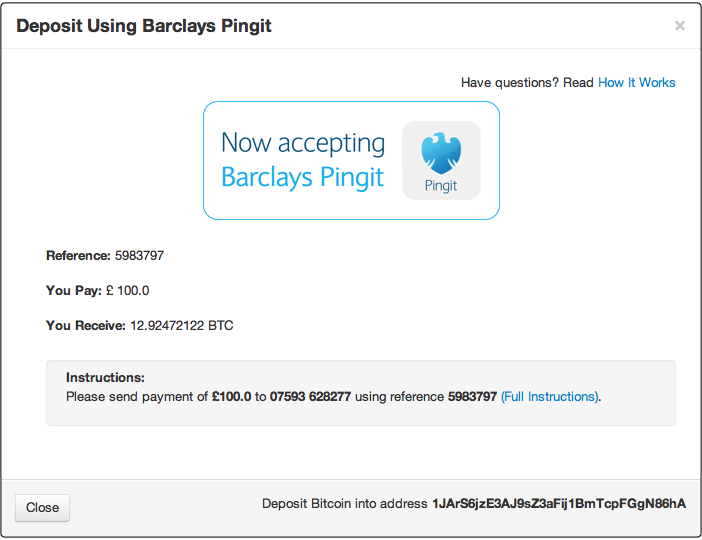 Deposit Using Barclays Pingit ×
Have questions? Read How It Works
Now accepting
Barclays Pingit
Pingit
Reference: 5983797
You Pay: £ 100.0
You Receive: 12.92472122 BTC
Instructions:
Please send payment of £100.0 to 07593 628277 using reference 5983797 (Full Instructions).
Close
Deposit Bitcoin into address 1JArS6jzE3AJ9sZ3aFij1BmTcpFGgN86hA